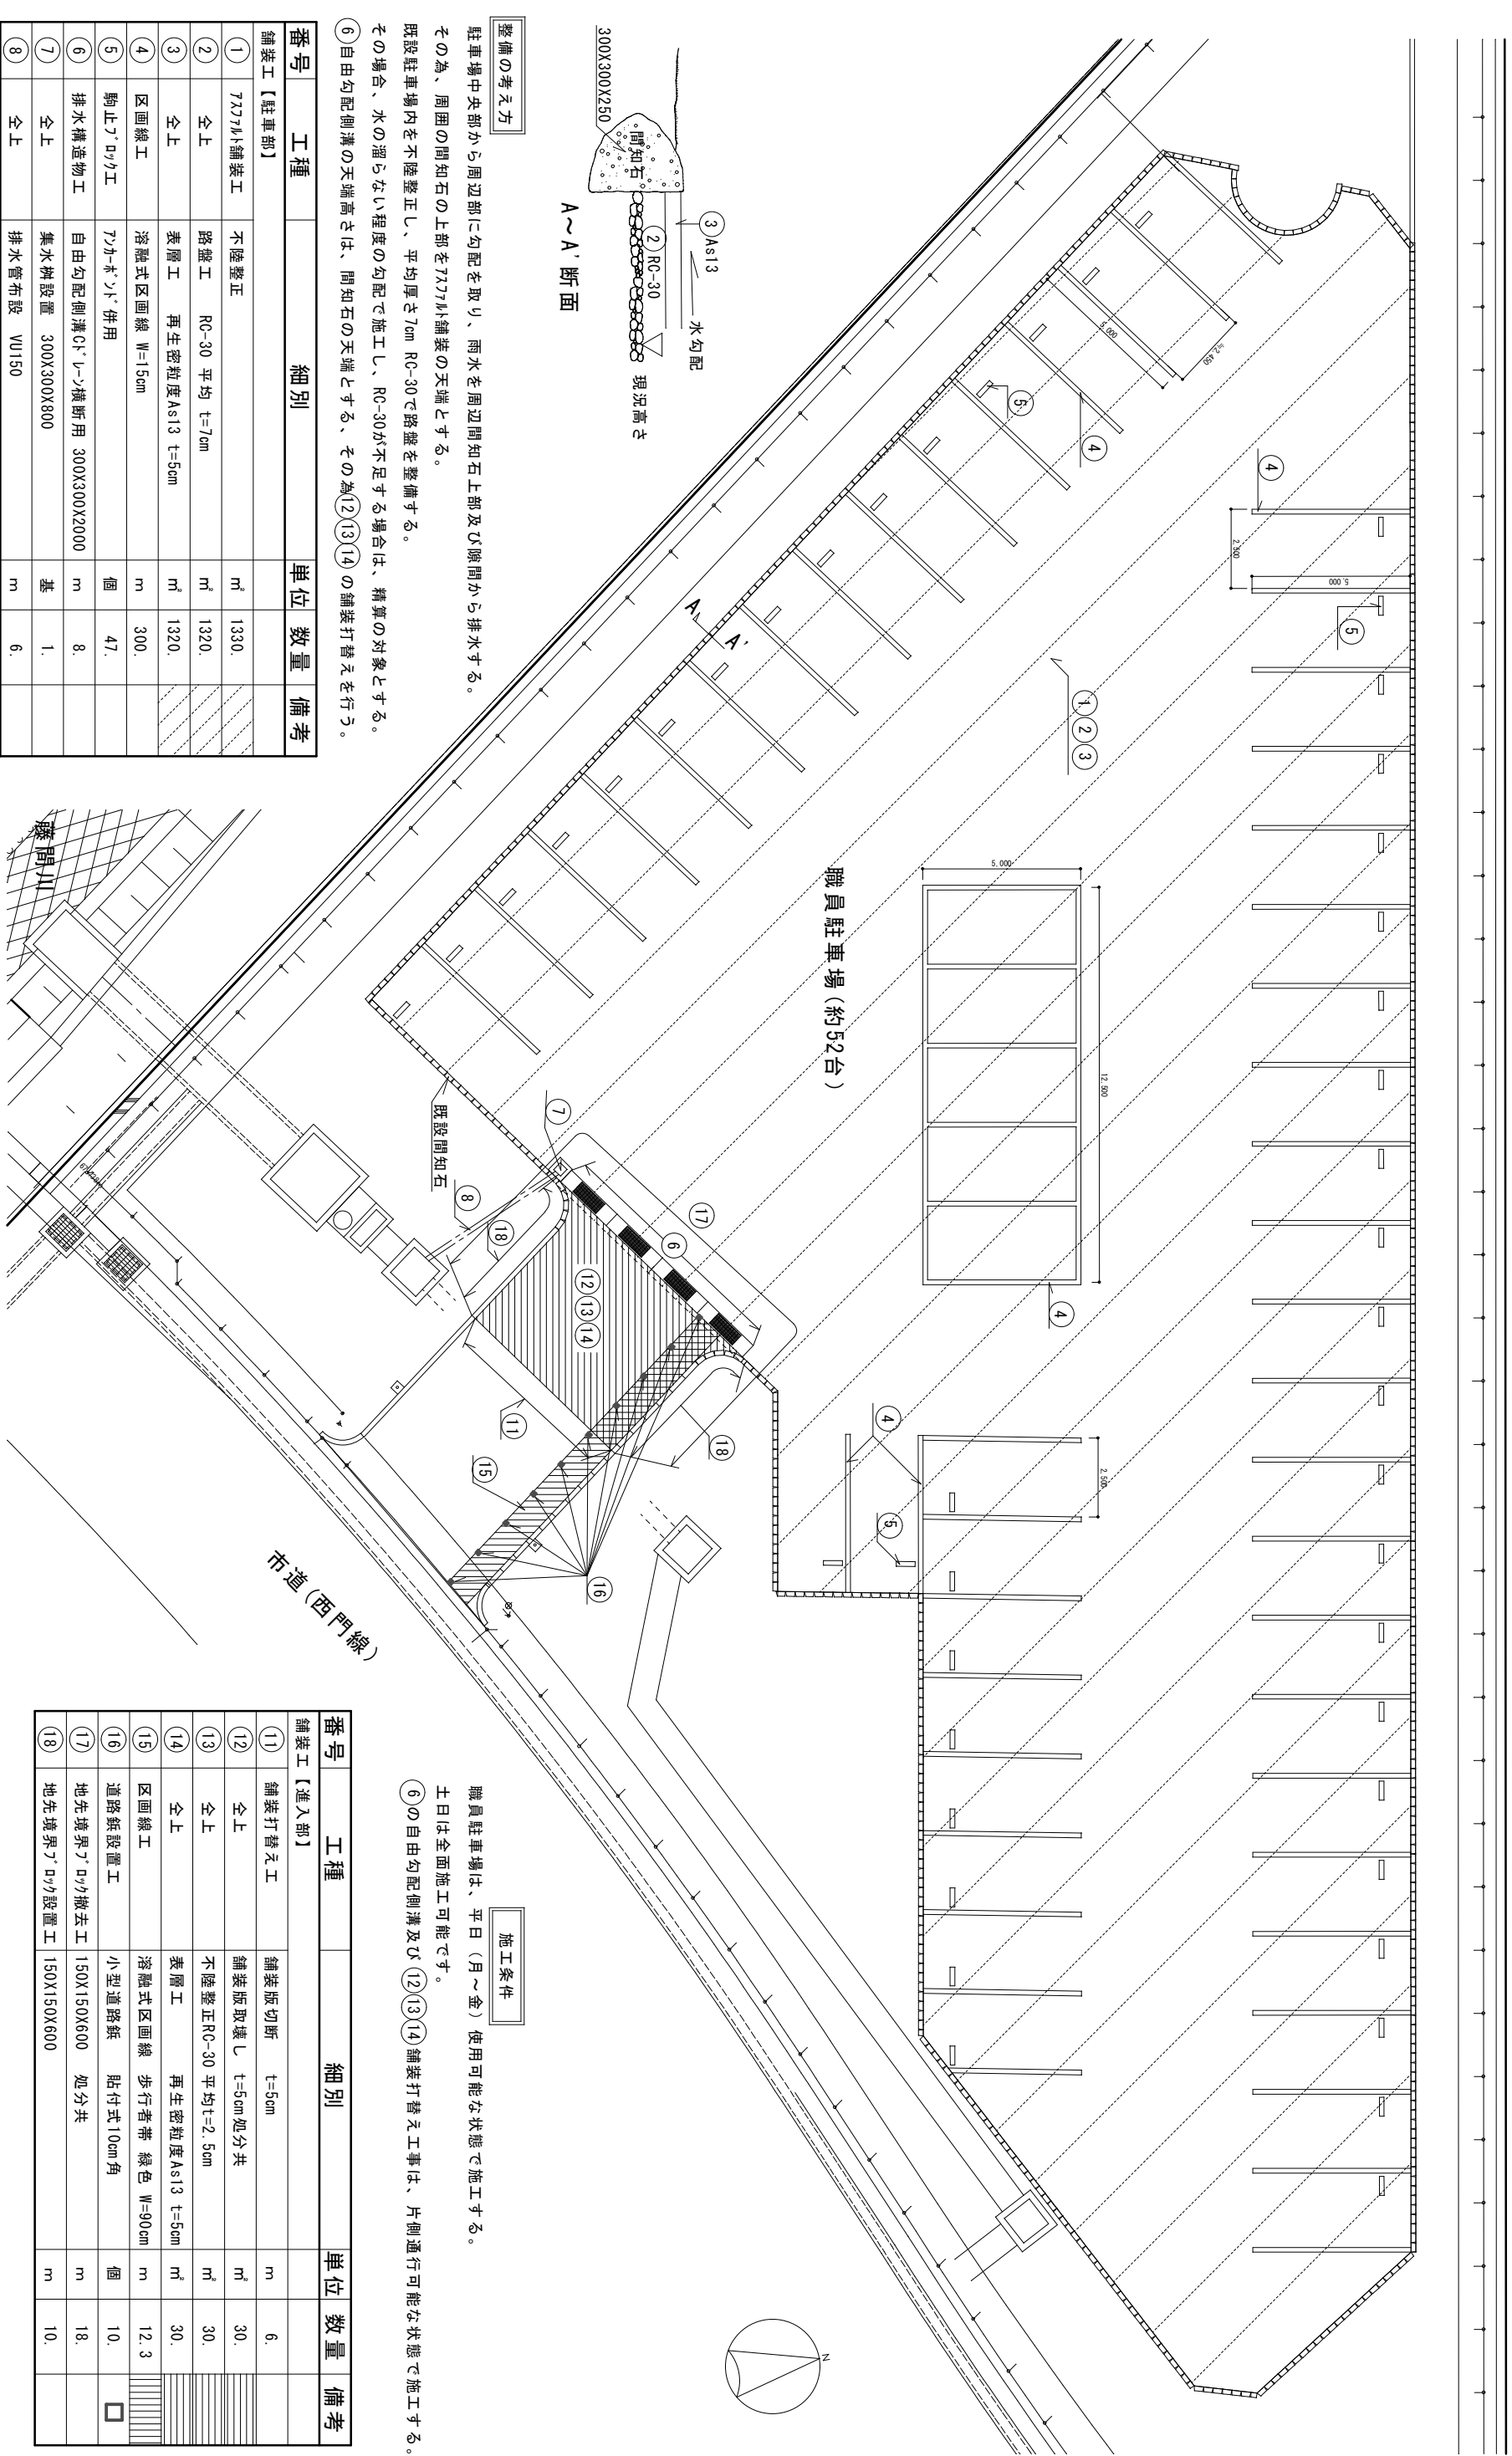 300X300X250
間知石
③As13
②RC-30
水勾配
現況高さ
A～A'断面
整備の考え方
駐車場中央部から周辺部に勾配を取り、雨水を周辺間知石上部及び隙間から排水する。
その為、周囲の間知石の上部をｱｽﾌｧﾙﾄ舗装の天端とする。
既設駐車場内を不陸整正し、平均厚さ7cm RC-30で路盤を整備する。
その場合、水の溜らない程度の勾配で施工し、RC-30が不足する場合は、精算の対象とする。
⑥自由勾配側溝の天端高さは、間知石の天端とする、その為⑫⑬⑭の舗装打替えを行う。
番号 工種 細別 単位 数量 備考
舗装工【駐車部】
① ｱｽﾌｧﾙﾄ舗装工 不陸整正 ㎡ 1330.
② 仝上 路盤工 RC-30 平均 t=7cm ㎡ 1320.
③ 仝上 表層工 再生密粒度As13 t=5cm ㎡ 1320.
④ 区画線工 溶融式区画線 W=15cm m 300.
⑤ 駒止ﾌﾞﾛｯｸ工 ｱﾝｶｰﾎﾞﾝﾄﾞ併用 個 47.
⑥ 排水構造物工 自由勾配側溝Cﾄﾞﾚｰﾝ横断用 300X300X2000 m 8.
⑦ 仝上 集水桝設置 300X300X800 基 1.
⑧ 仝上 排水管布設 VU150 m 6.
5,000
≒2,450
⑤
④
④
2,500
5,000
⑤
A
A'
①②③
職員駐車場(約52台)
5,000
12,500
④
④
⑤
2,500
既設間知石
⑦
⑧
⑱
⑰
⑥
⑫⑬⑭
⑪
⑱
⑮
⑯
藤間川
市道(西門線)
N
施工条件
職員駐車場は、平日（月～金）使用可能な状態で施工する。
土日は全面施工可能です。
⑥の自由勾配側溝及び⑫⑬⑭舗装打替え工事は、片側通行可能な状態で施工する。
番号 工種 細別 単位 数量 備考
舗装工【進入部】
⑪ 舗装打替え工 舗装版切断 t=5cm m 6.
⑫ 仝上 舗装版取壊し t=5cm処分共 ㎡ 30.
⑬ 仝上 不陸整正RC-30 平均t=2.5cm ㎡ 30.
⑭ 仝上 表層工 再生密粒度As13 t=5cm ㎡ 30.
⑮ 区画線工 溶融式区画線 歩行者帯 緑色 W=90cm m 12.3
⑯ 道路鋲設置工 小型道路鋲 貼付式10cm角 個 10.
⑰ 地先境界ﾌﾞﾛｯｸ撤去工 150X150X600 処分共 m 18.
⑱ 地先境界ﾌﾞﾛｯｸ設置工 150X150X600 m 10.